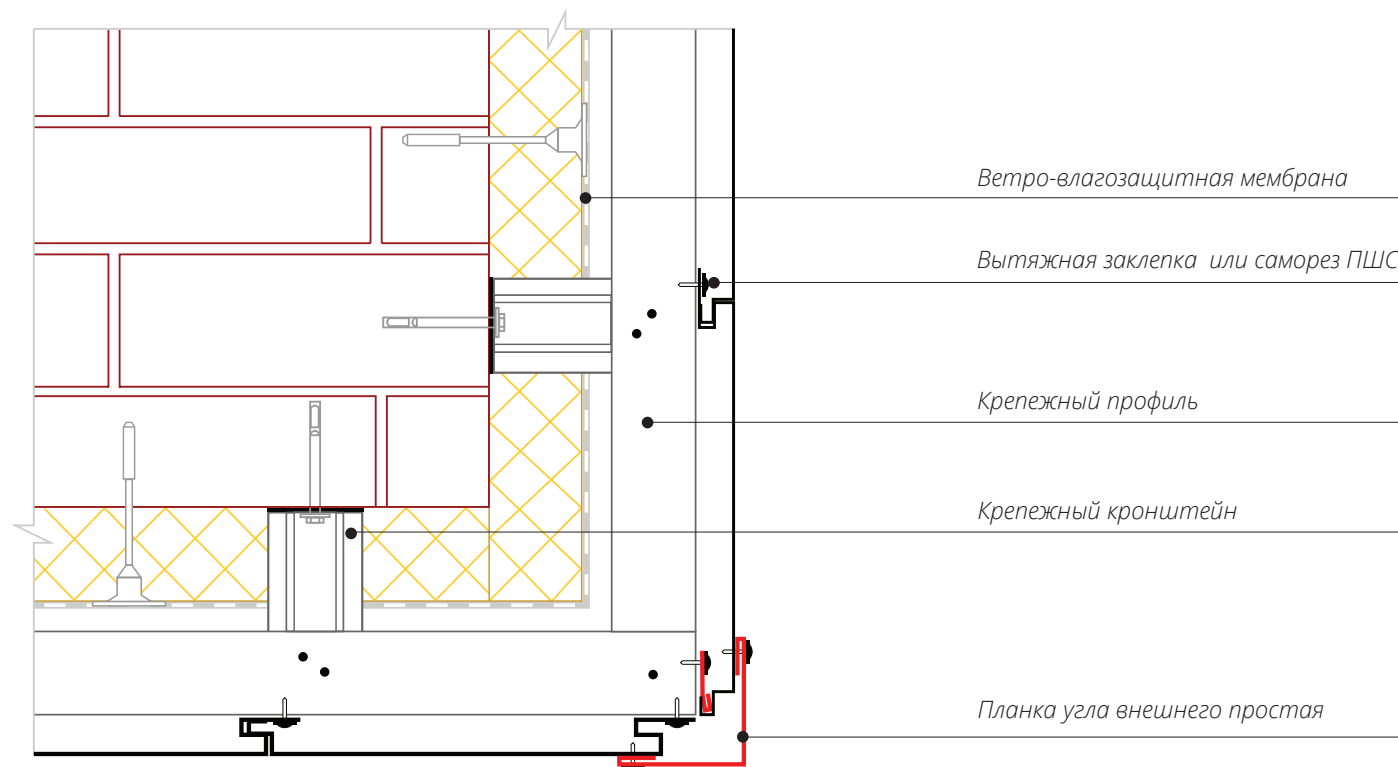 Ветро-влагозащитная мембрана
Вытяжная заклепка или саморез ПШС
Крепежный профиль
Крепежный кронштейн
Планка угла внешнего простая